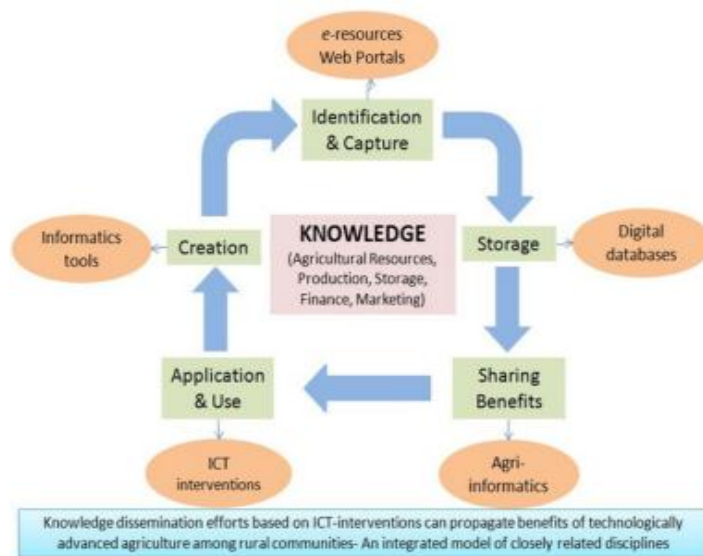 e-resources
Web Portals
Identification
& Capture
Informatics
tools
Creation
KNOWLEDGE
(Agricultural Resources,
Production, Storage,
Finance, Marketing)
Storage
Digital
databases
Application
& Use
Sharing
Benefits
ICT
interventions
Agri-
informatics
Knowledge dissemination efforts based on ICT-interventions can propagate benefits of technologically
advanced agriculture among rural communities- An integrated model of closely related disciplines